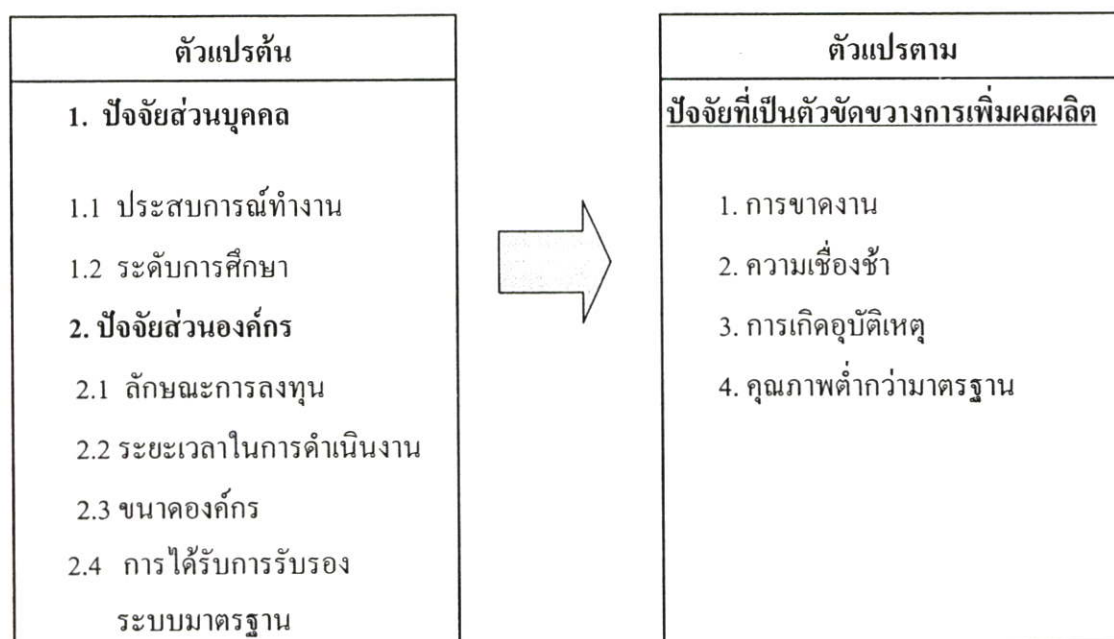 ตัวแปรต้น
1. ปัจจัยส่วนบุคคล
1.1 ประสบการณ์ทำงาน
1.2 ระดับการศึกษา
2. ปัจจัยส่วนองค์กร
2.1 ลักษณะการลงทุน
2.2 ระยะเวลาในการดำเนินงาน
2.3 ขนาดองค์กร
2.4 การได้รับการรับรอง
ระบบมาตรฐาน
ตัวแปรตาม
ปัจจัยที่เป็นตัวขัดขวางการเพิ่มผลผลิต
1. การขาดงาน
2. ความเชื่องช้า
3. การเกิดอุบัติเหตุ
4. คุณภาพต่ำกว่ามาตรฐาน